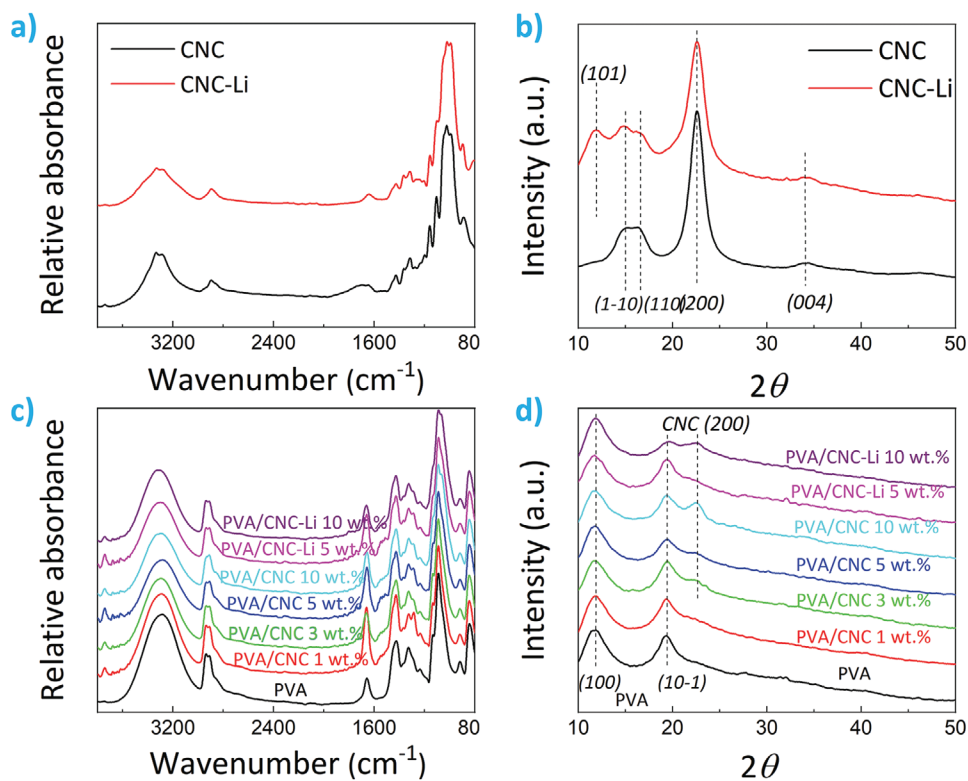 a)
CNC
CNC-Li
Relative absorbance
3200 2400 1600 80
Wavenumber (cm⁻¹)
b)
(101)
CNC
CNC-Li
Intensity (a.u.)
(1-10) (110) (200) (004)
10 20 30 40 50
2θ
c)
Relative absorbance
PVA/CNC-Li 10 wt.%
PVA/CNC-Li 5 wt.%
PVA/CNC 10 wt.%
PVA/CNC 5 wt.%
PVA/CNC 3 wt.%
PVA/CNC 1 wt.%
PVA
3200 2400 1600 80
Wavenumber (cm⁻¹)
d)
CNC (200)
Intensity (a.u.)
PVA/CNC-Li 10 wt.%
PVA/CNC-Li 5 wt.%
PVA/CNC 10 wt.%
PVA/CNC 5 wt.%
PVA/CNC 3 wt.%
PVA/CNC 1 wt.%
PVA
(100) (10-1)
PVA
10 20 30 40 50
2θ